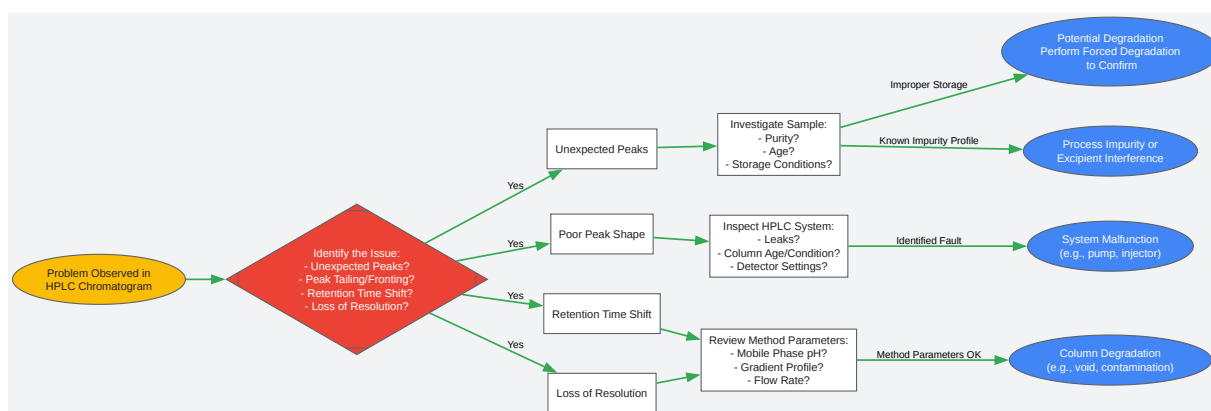 Problem Observed in
HPLC Chromatogram
Identify the Issue:
- Unexpected Peaks?
- Peak Tailing/Fronting?
- Retention Time Shift?
- Loss of Resolution?
Yes
Yes
Yes
Yes
Unexpected Peaks
Poor Peak Shape
Retention Time Shift
Loss of Resolution
Investigate Sample:
- Purity?
- Age?
- Storage Conditions?
Inspect HPLC System:
- Leaks?
- Column Age/Condition?
- Detector Settings?
Review Method Parameters:
- Mobile Phase pH?
- Gradient Profile?
- Flow Rate?
Improper Storage
Known Impurity Profile
Identified Fault
Method Parameters OK
Potential Degradation
Perform Forced Degradation
to Confirm
Process Impurity or
Excipient Interference
System Malfunction
(e.g., pump, injector)
Column Degradation
(e.g., void, contamination)